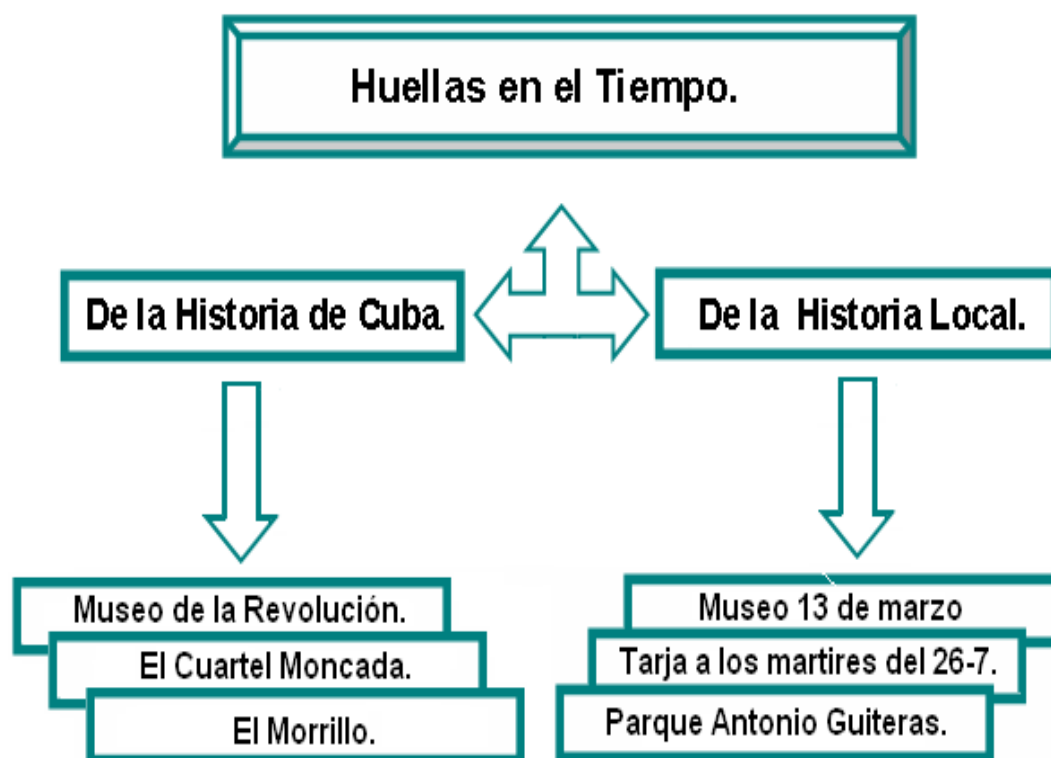 Huellas en el Tiempo.
De la Historia de Cuba.
De la Historia Local.
Museo de la Revolución.
El Cuartel Moncada.
El Morrillo.
Museo 13 de marzo
Tarja a los martires del 26-7.
Parque Antonio Guiteras.